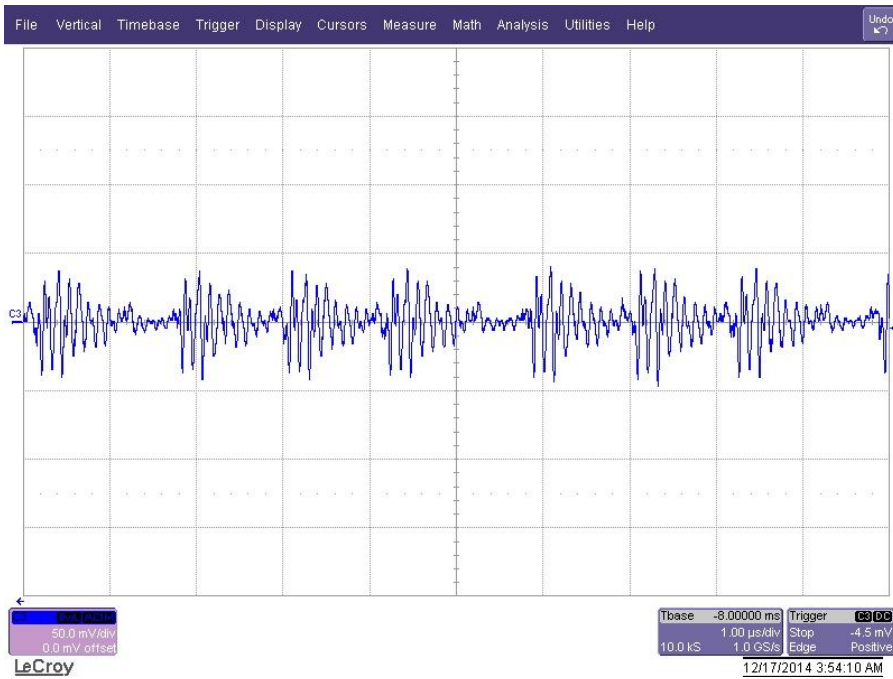 File Vertical Timebase Trigger Display Cursors Measure Math Analysis Utilities Help Undo
C3
50.0 mV/div
0.0 mV offset
Tbase -8.00000 ms
1.00 µs/div
10.0 kS 1.0 GS/s
Trigger C3 DC
Stop -4.5 mV
Edge Positive
LeCroy
12/17/2014 3:54:10 AM